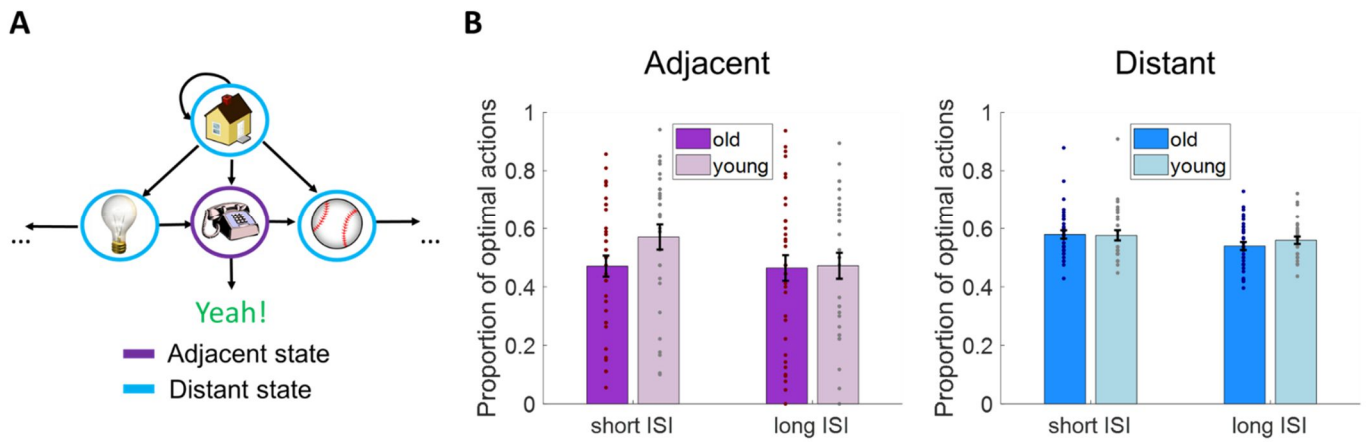 A
...
...
Yeah!
Adjacent state
Distant state
B
Adjacent
Proportion of optimal actions
1
0.8
0.6
0.4
0.2
0
old
young
short ISI
long ISI
Distant
Proportion of optimal actions
1
0.8
0.6
0.4
0.2
0
old
young
short ISI
long ISI